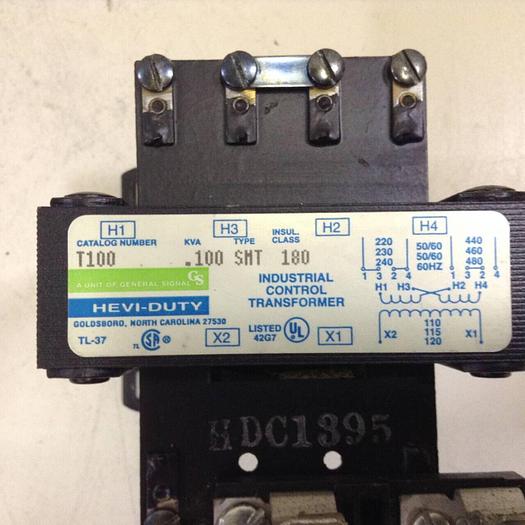 H1 H3 H2 H4
CATALOG NUMBER KVA TYPE INSUL. CLASS
T100 .100 SMT 180
GS
A UNIT OF GENERAL SIGNAL
HEVI-DUTY
GOLDSBORO, NORTH CAROLINA 27530
TL-37
TL SA ®
X2
INDUSTRIAL
CONTROL
TRANSFORMER
LISTED
42G7
UL
X1
220 50/60 440
230 50/60 460
240 60HZ 480
1 3 2 4 1 3 2 4
H1 H3 H2 H4
110
X2 115 X1
120
HDC1395